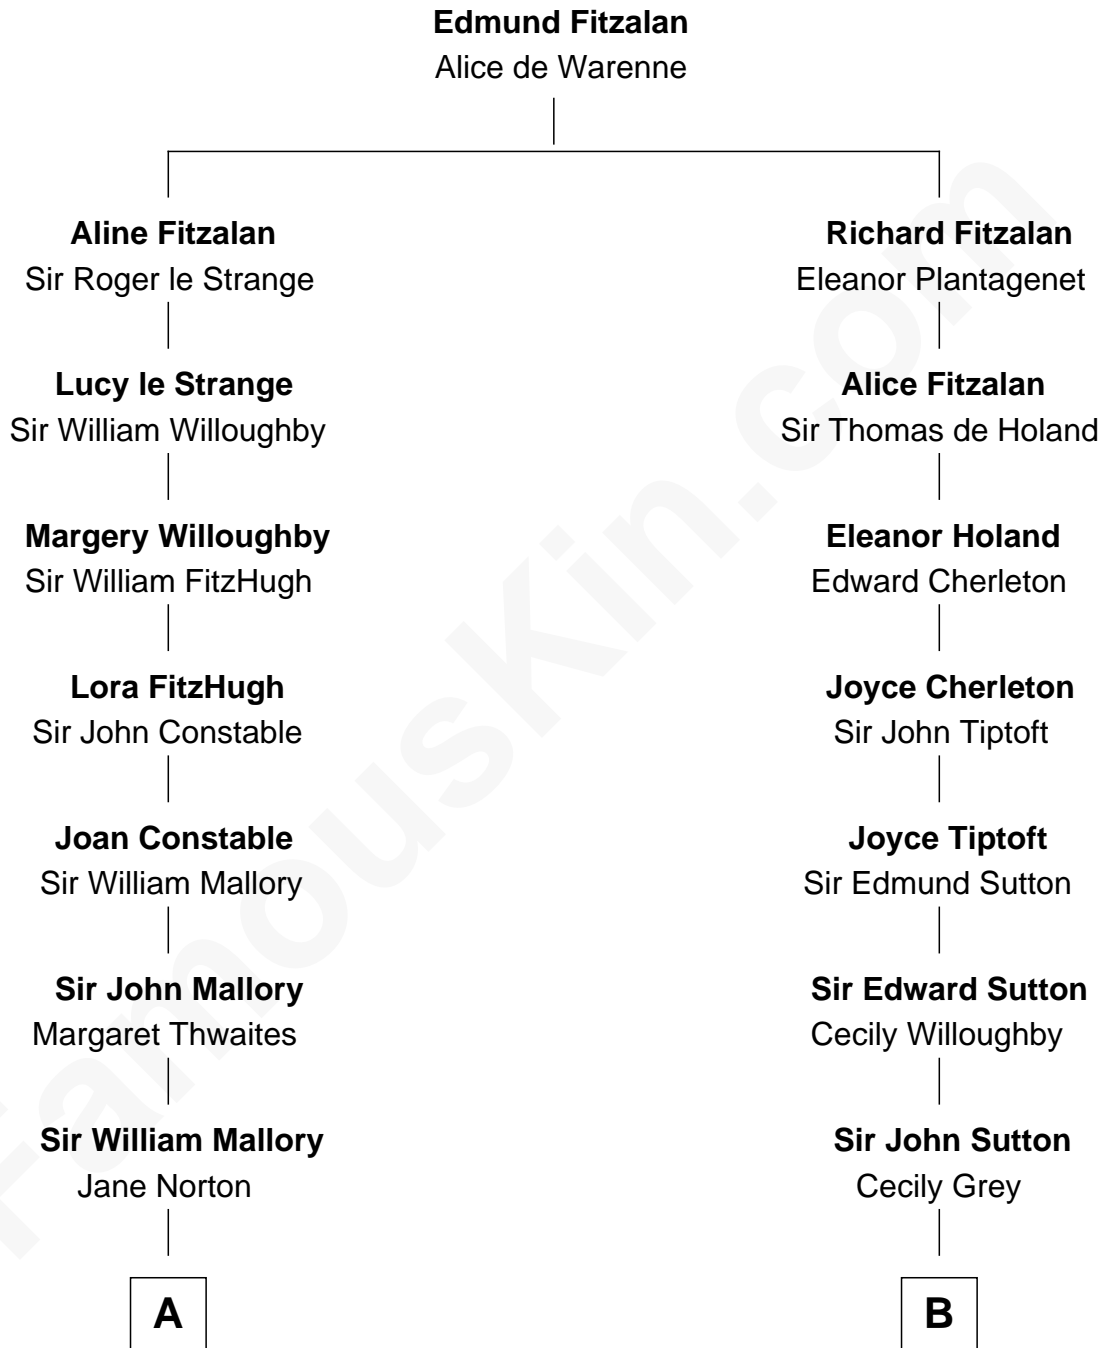 Edmund Fitzalan
Alice de Warenne
Aline Fitzalan
Sir Roger le Strange
Richard Fitzalan
Eleanor Plantagenet
Lucy le Strange
Sir William Willoughby
Alice Fitzalan
Sir Thomas de Holand
Margery Willoughby
Sir William FitzHugh
Eleanor Holand
Edward Cherleton
Lora FitzHugh
Sir John Constable
Joyce Cherleton
Sir John Tiptoft
Joan Constable
Sir William Mallory
Joyce Tiptoft
Sir Edmund Sutton
Sir John Mallory
Margaret Thwaites
Sir Edward Sutton
Cecily Willoughby
Sir William Mallory
Jane Norton
Sir John Sutton
Cecily Grey
A
B
FamousKin.com